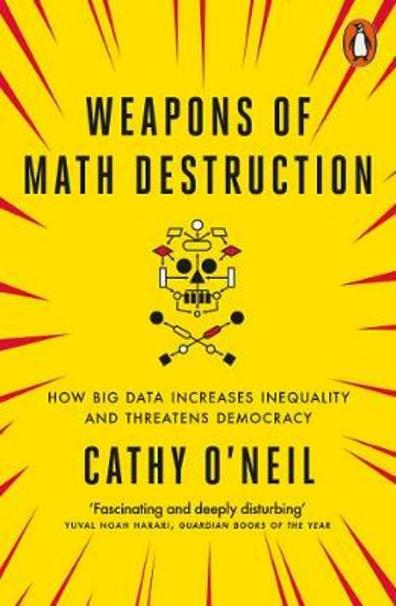 WEAPONS OF
MATH DESTRUCTION
HOW BIG DATA INCREASES INEQUALITY
AND THREATENS DEMOCRACY
CATHY O'NEIL
'Fascinating and deeply disturbing'
YUVAL NOAH HARARI, GUARDIAN BOOKS OF THE YEAR